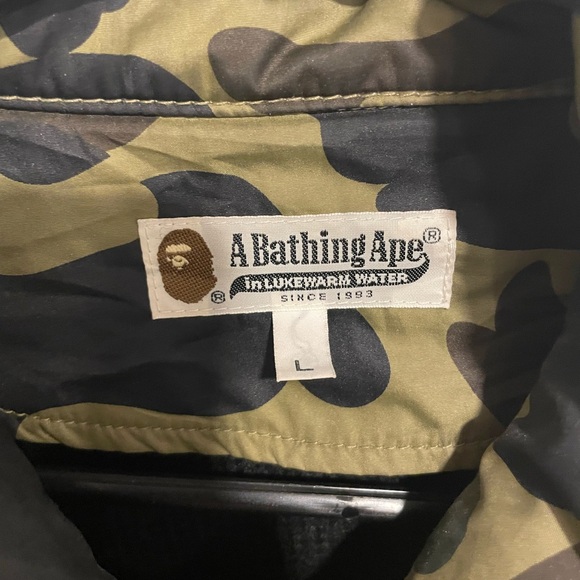 A Bathing Ape®
®
in LUKEWARM WATER
SINCE 1993
L